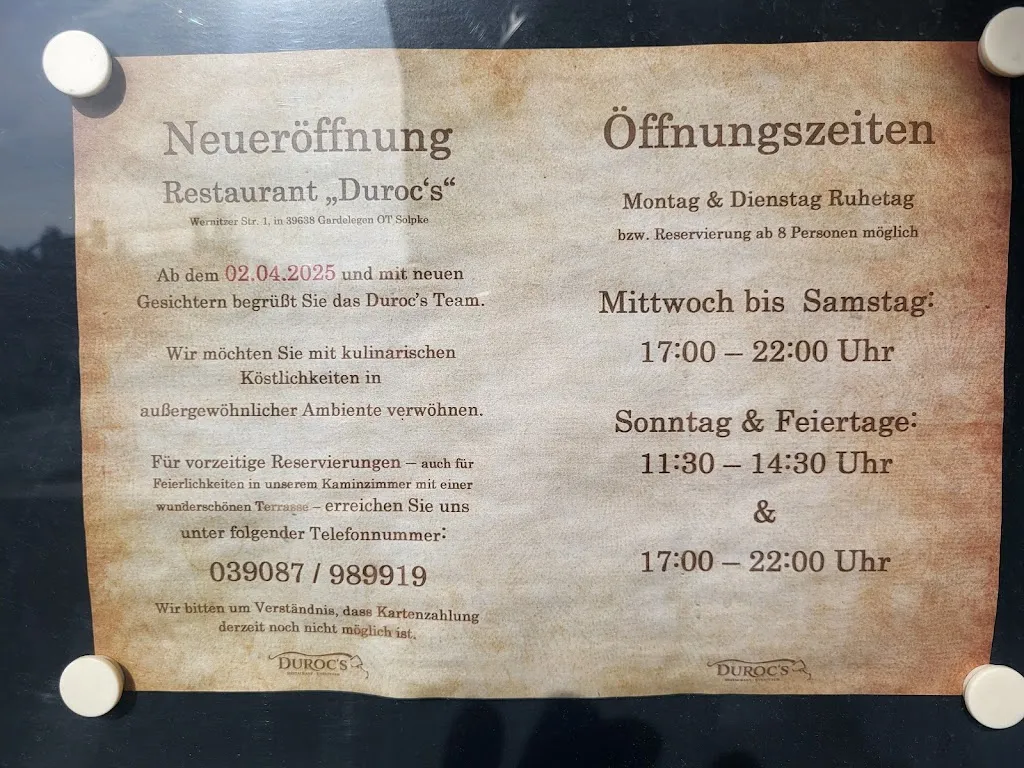 Neueröffnung
Restaurant „Duroc‘s“
Wernitzer Str. 1, in 39638 Gardelegen OT Solpke
Ab dem 02.04.2025 und mit neuen
Gesichtern begrüßt Sie das Duroc’s Team.
Wir möchten Sie mit kulinarischen
Köstlichkeiten in
außergewöhnlicher Ambiente verwöhnen.
Für vorzeitige Reservierungen – auch für
Feierlichkeiten in unserem Kaminzimmer mit einer
wunderschönen Terrasse – erreichen Sie uns
unter folgender Telefonnummer:
039087 / 989919
Wir bitten um Verständnis, dass Kartenzahlung
derzeit noch nicht möglich ist.
DUROC'S
Öffnungszeiten
Montag & Dienstag Ruhetag
bzw. Reservierung ab 8 Personen möglich
Mittwoch bis Samstag:
17:00 – 22:00 Uhr
Sonntag & Feiertage:
11:30 – 14:30 Uhr
&
17:00 – 22:00 Uhr
DUROC'S